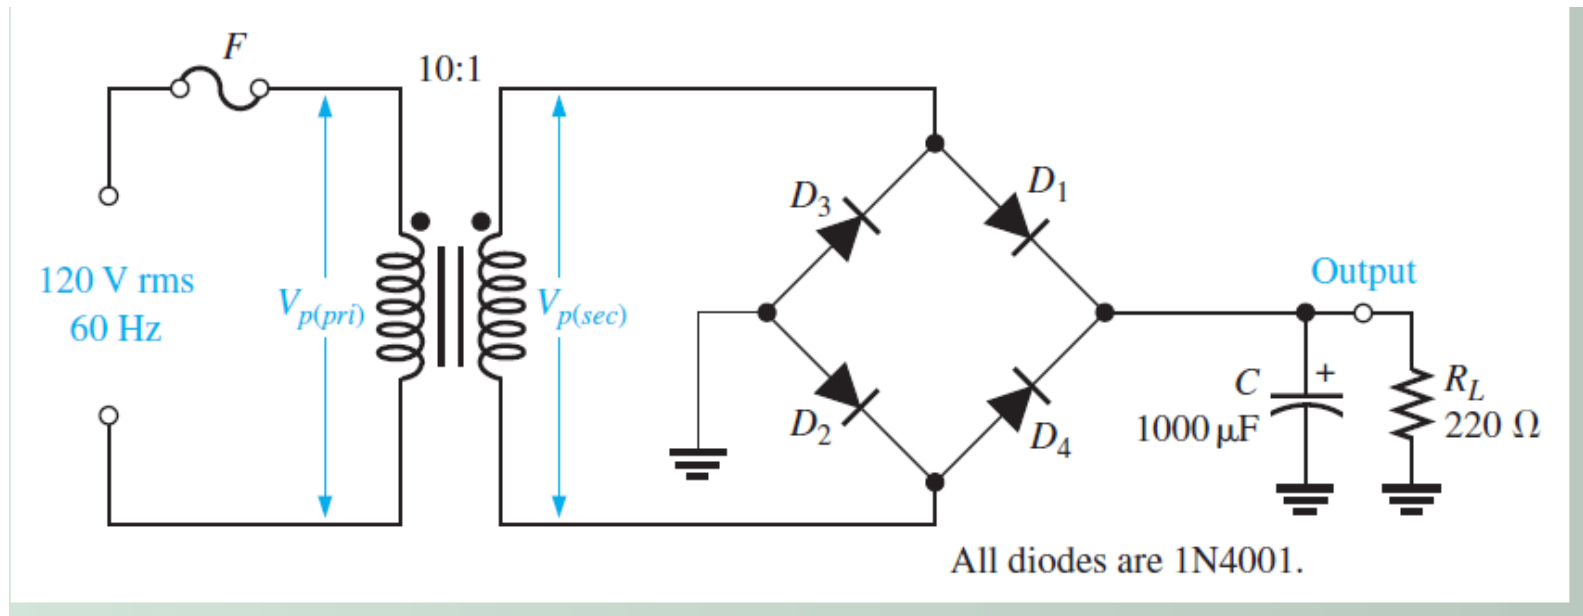 F
10:1
D₃
D₁
120 V rms
60 Hz
Vp(pri)
Vp(sec)
Output
C
+
1000 μF
R_L
220 Ω
D₂
D₄
All diodes are 1N4001.